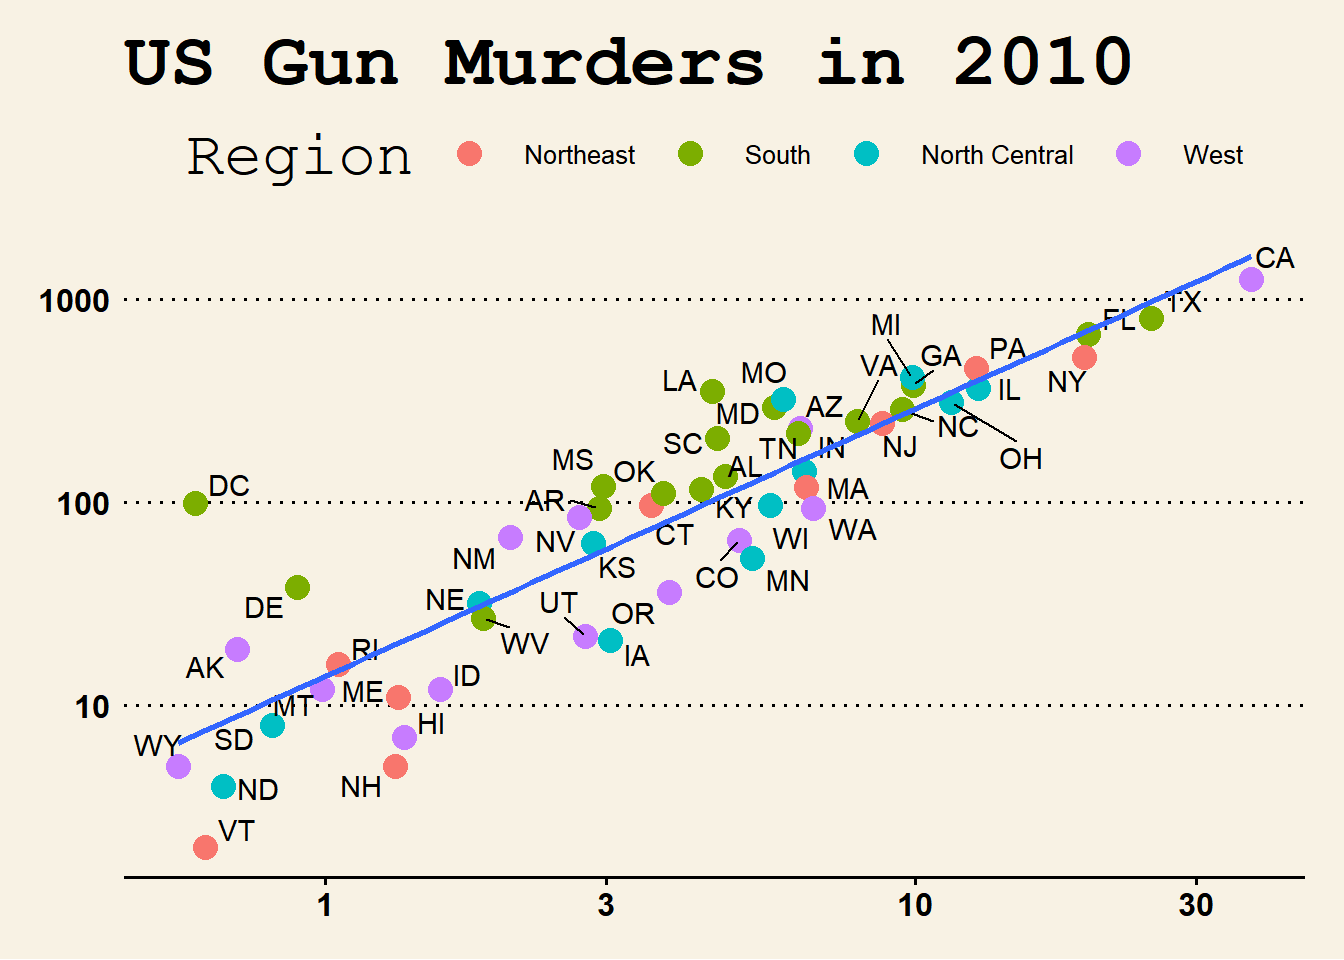 US Gun Murders in 2010
Region Northeast South North Central West
CA
1000
TX
FL
MI
PA
GA
VA
MO
LA
NY
IL
MD
AZ
NC
SC
TN
IN
NJ
OH
MS
OK
AL
DC
MA
100
AR
KY
WA
CT
NV
WI
NM
KS
CO
MN
NE
UT
DE
OR
WV
IA
RI
AK
ID
ME
10
MT
HI
SD
WY
NH
ND
VT
1 3 10 30